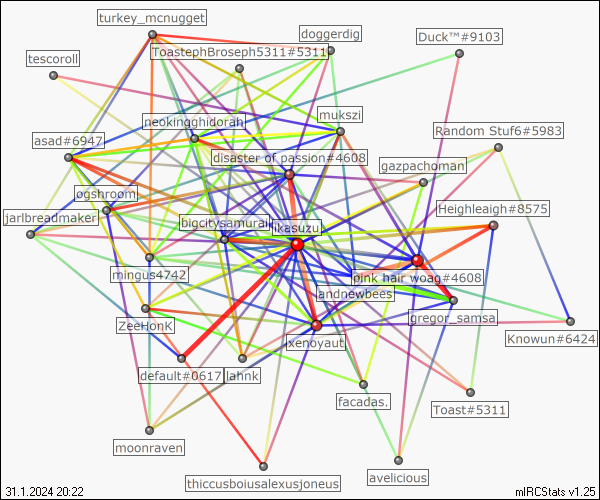 turkey_mcnugget
doggerdig
Duck™#9103
ToastephBroseph5311#5311
tescoroll
neokingghidorah
mukszi
Random Stuf6#5983
asad#6947
disaster of passion#4608
gazpachoman
ogshroom
Heighleigh#8575
jarlbreadmaker
bigcitysamurai
ikasuzu
mingus4742
pink hair woag#4608
andnewbees
ZeeHonK
gregor_samsa
xenoyaut
Knowun#6424
default#0617
lahnk
facadas.
Toast#5311
moonraven
avelicious
thiccusboiusalexusjoneus
31.1.2024 20:22
mIRCStats v1.25